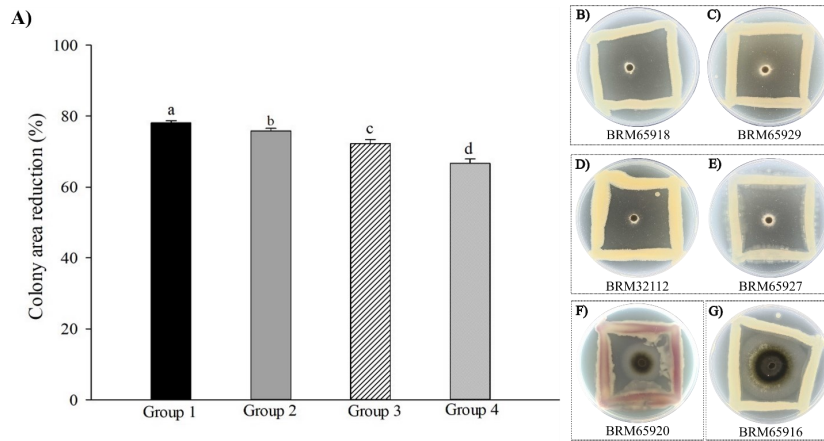 A)
Colony area reduction (%)
100
80
60
40
20
0
a
b
c
d
Group 1 Group 2 Group 3 Group 4
B) C)
BRM65918 BRM65929
D) E)
BRM32112 BRM65927
F) G)
BRM65920 BRM65916